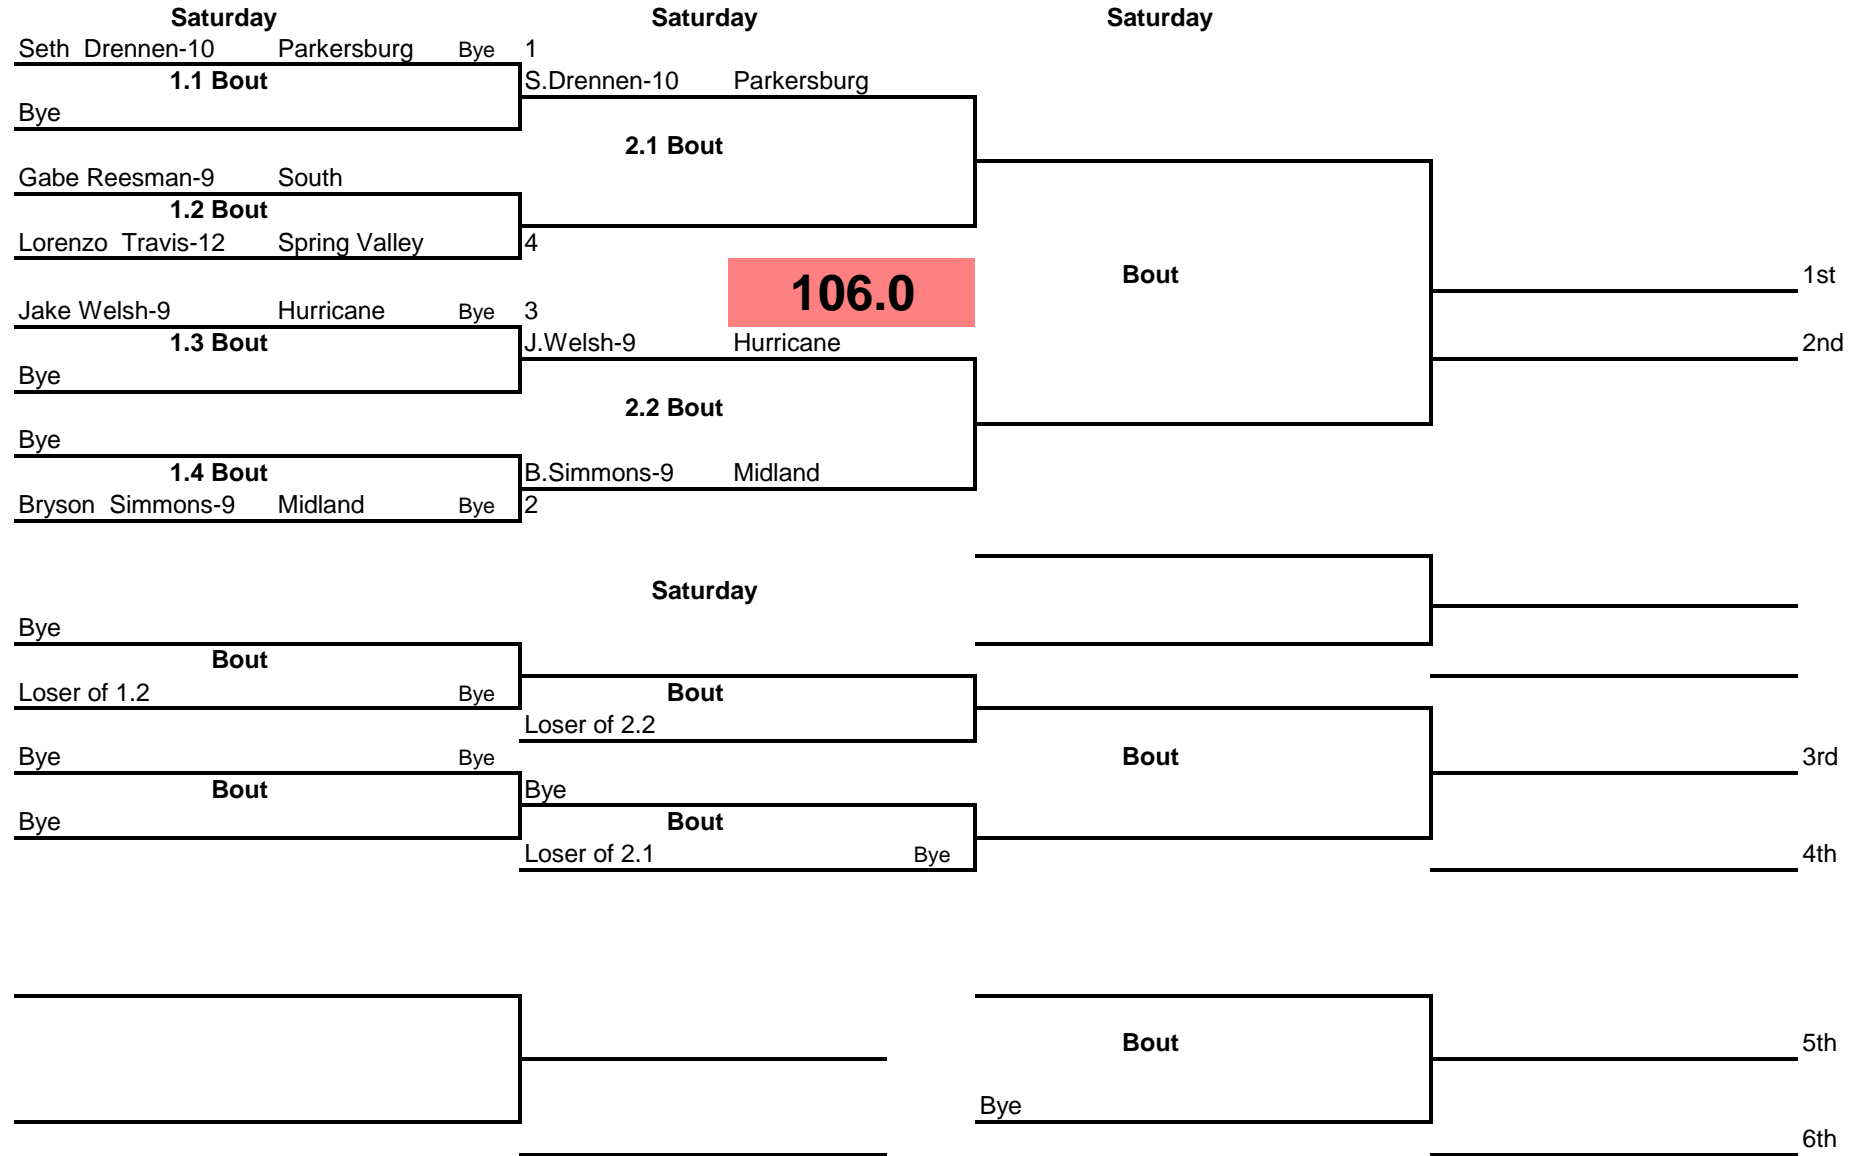 Saturday Saturday Saturday
Seth Drennen-10 Parkersburg Bye 1
1.1 Bout S.Drennen-10 Parkersburg
Bye
2.1 Bout
Gabe Reesman-9 South
1.2 Bout
Lorenzo Travis-12 Spring Valley 4
106.0 Bout 1st
Jake Welsh-9 Hurricane Bye 3
1.3 Bout J.Welsh-9 Hurricane 2nd
Bye
2.2 Bout
Bye
1.4 Bout B.Simmons-9 Midland
Bryson Simmons-9 Midland Bye 2
Saturday
Bye
Bout
Loser of 1.2 Bye Bout
Loser of 2.2
Bye Bye Bout 3rd
Bout Bye
Bye Bout
Loser of 2.1 Bye 4th
Bout 5th
Bye
6th